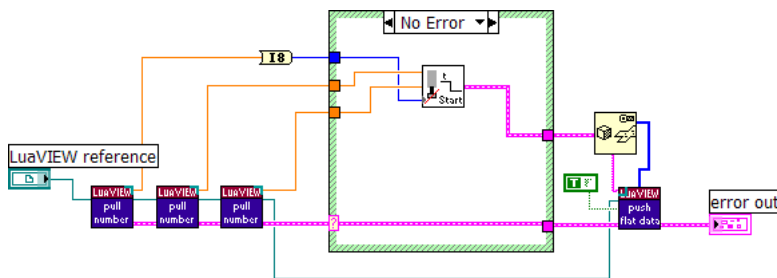 No Error
I8
t
Start
LuaVIEW reference
LuaVIEW
pull
number
LuaVIEW
pull
number
LuaVIEW
pull
number
?
T
LuaVIEW
push
flat data
error out